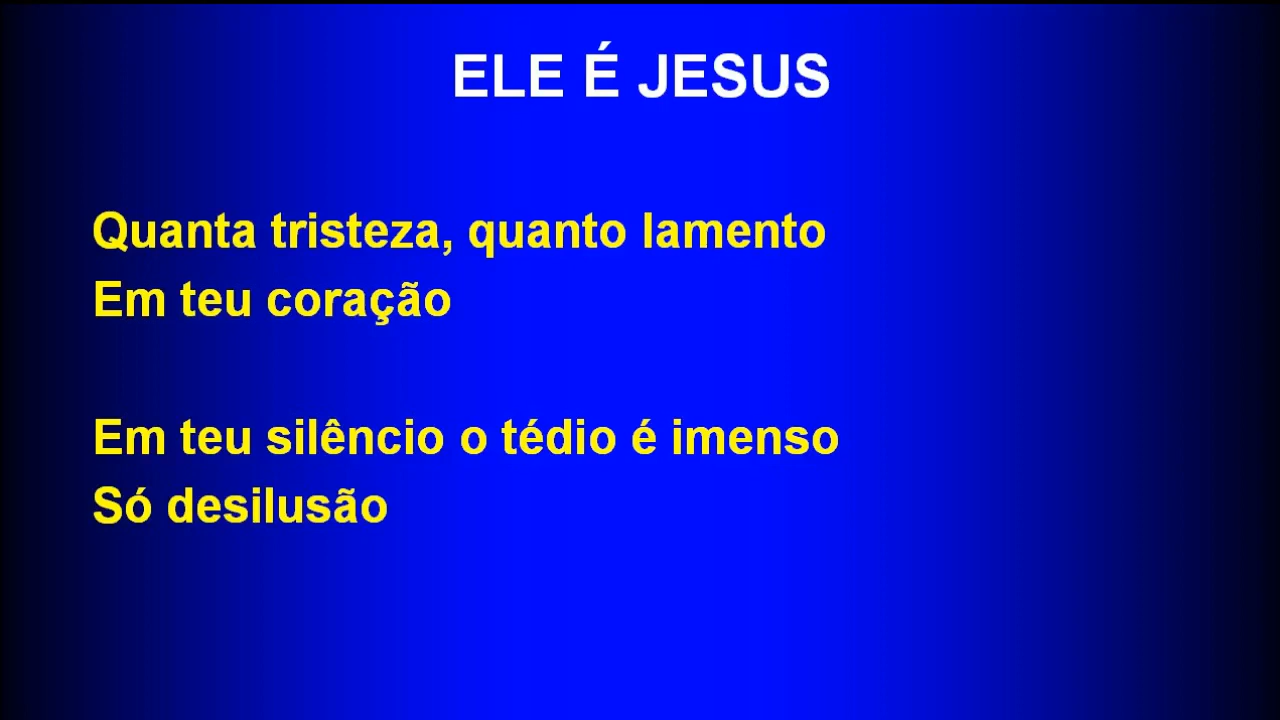 ELE É JESUS
Quanta tristeza, quanto lamento
Em teu coração
Em teu silêncio o tédio é imenso
Só desilusão